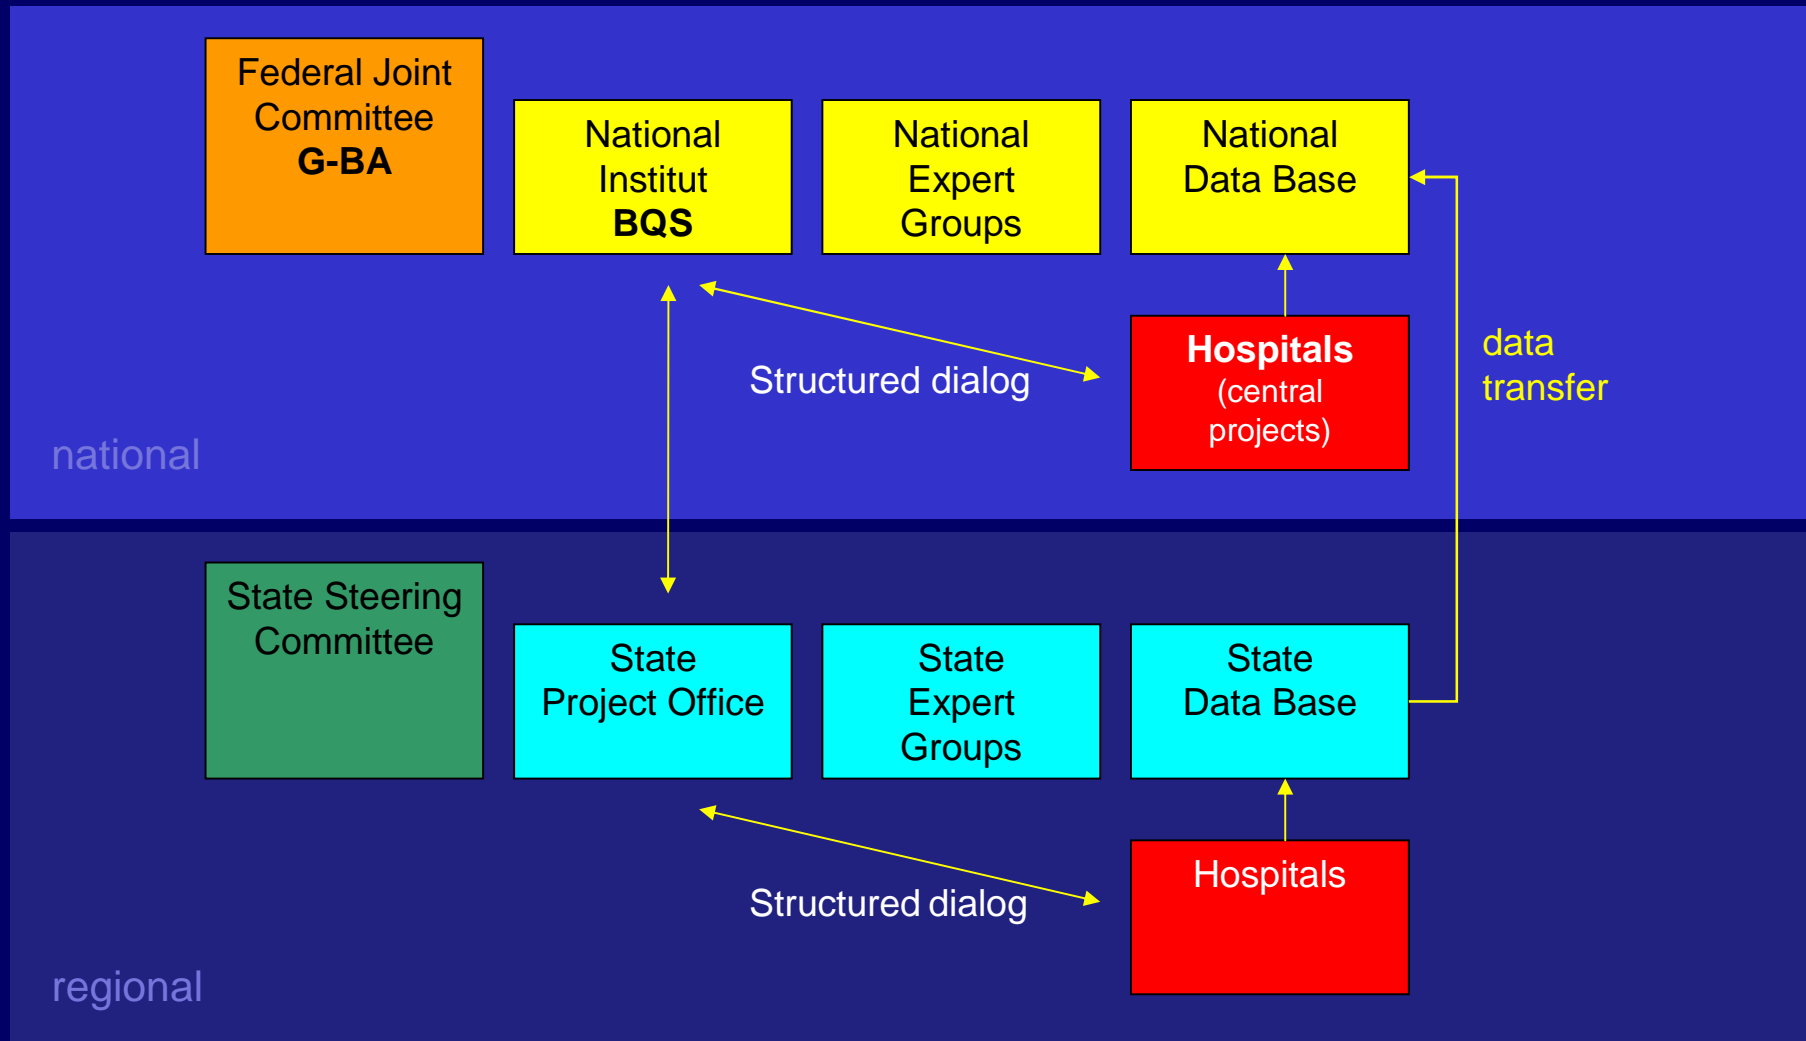 Federal Joint
Committee
G-BA
National
Institut
BQS
National
Expert
Groups
National
Data Base
Structured dialog
Hospitals
(central
projects)
data
transfer
national
State Steering
Committee
State
Project Office
State
Expert
Groups
State
Data Base
Structured dialog
Hospitals
regional